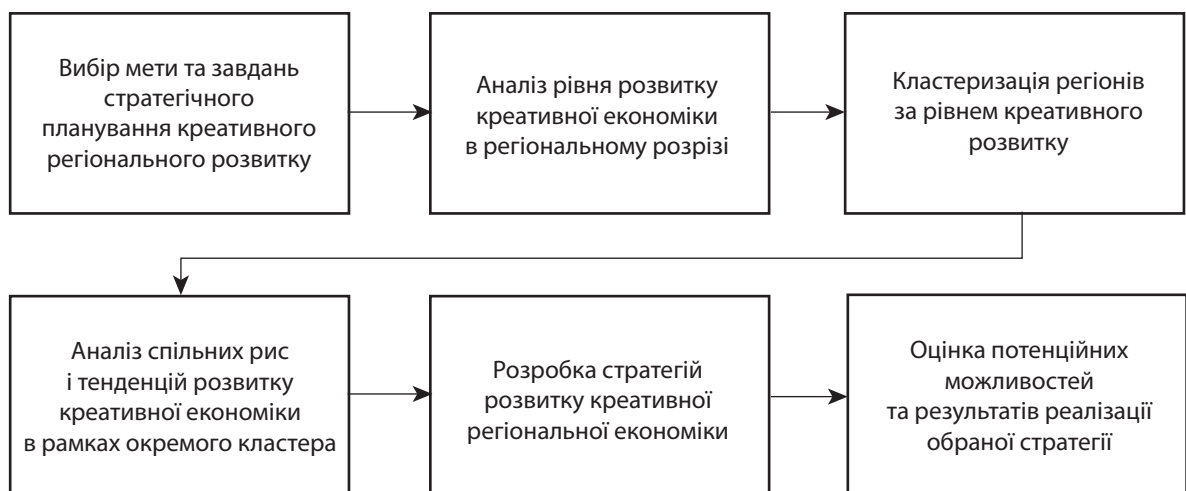 Вибір мети та завдань
стратегічного
планування креативного
регіонального розвитку
Аналіз рівня розвитку
креативної економіки
в регіональному розрізі
Кластеризація регіонів
за рівнем креативного
розвитку
Аналіз спільних рис
і тенденцій розвитку
креативної економіки
в рамках окремого кластера
Розробка стратегій
розвитку креативної
регіональної економіки
Оцінка потенційних
можливостей
та результатів реалізації
обраної стратегії